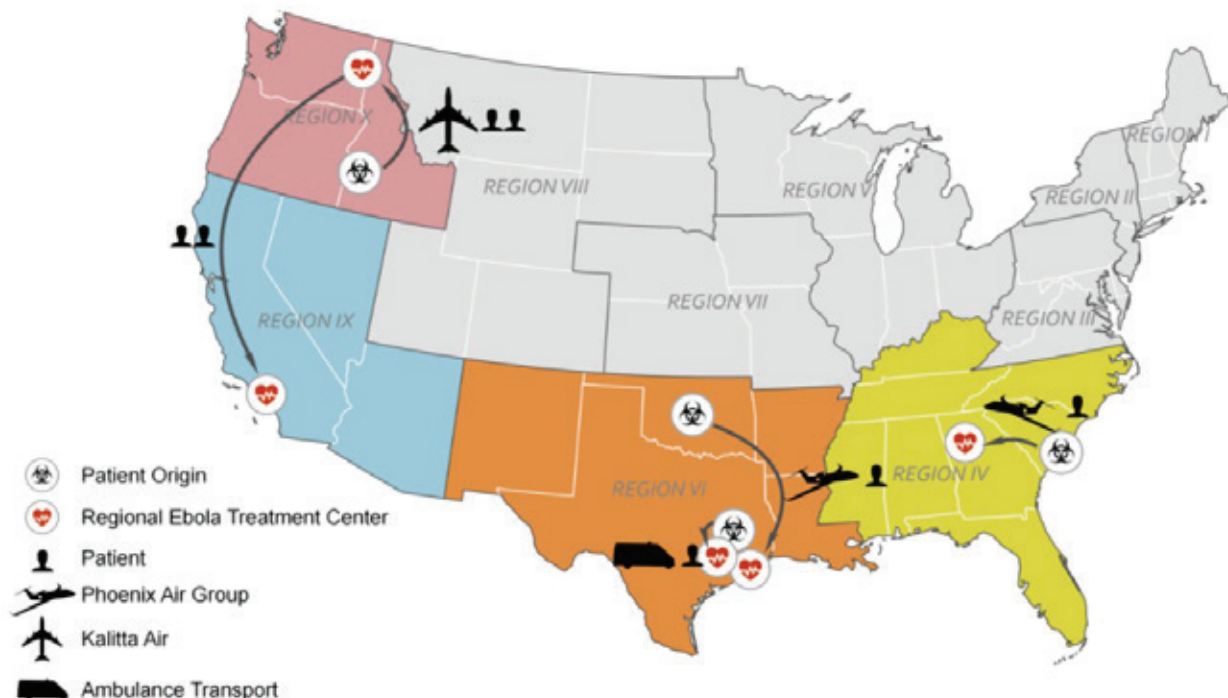 REGION X
REGION VIII
REGION V
REGION I
REGION II
REGION IX
REGION VII
REGION III
REGION VI
REGION IV
Patient Origin
Regional Ebola Treatment Center
Patient
Phoenix Air Group
Kalitta Air
Ambulance Transport